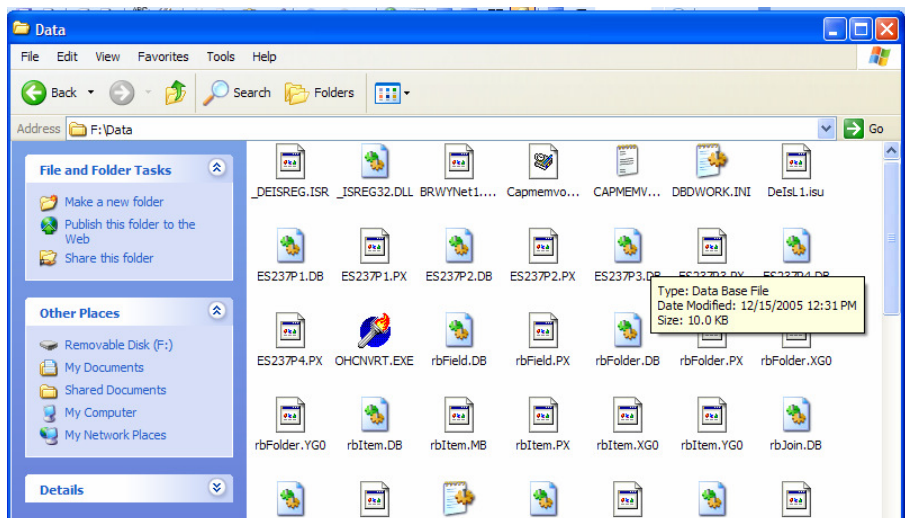 Data
File Edit View Favorites Tools Help
Back Search Folders
Address F:\Data Go
File and Folder Tasks
Make a new folder
Publish this folder to the
Web
Share this folder
Other Places
Removable Disk (F:)
My Documents
Shared Documents
My Computer
My Network Places
Details
_DEISREG.ISR _ISREG32.DLL BRWYNet1.... Capmemvo... CAPMEMV... DBDWORK.INI DeIsL1.isu
ES237P1.DB ES237P1.PX ES237P2.DB ES237P2.PX ES237P3.DB ES237P3.PX ES237P4.DB
Type: Data Base File
Date Modified: 12/15/2005 12:31 PM
Size: 10.0 KB
ES237P4.PX OHCNVRT.EXE rbField.DB rbField.PX rbFolder.DB rbFolder.PX rbFolder.XG0
rbFolder.YG0 rbItem.DB rbItem.MB rbItem.PX rbItem.XG0 rbItem.YG0 rbJoin.DB